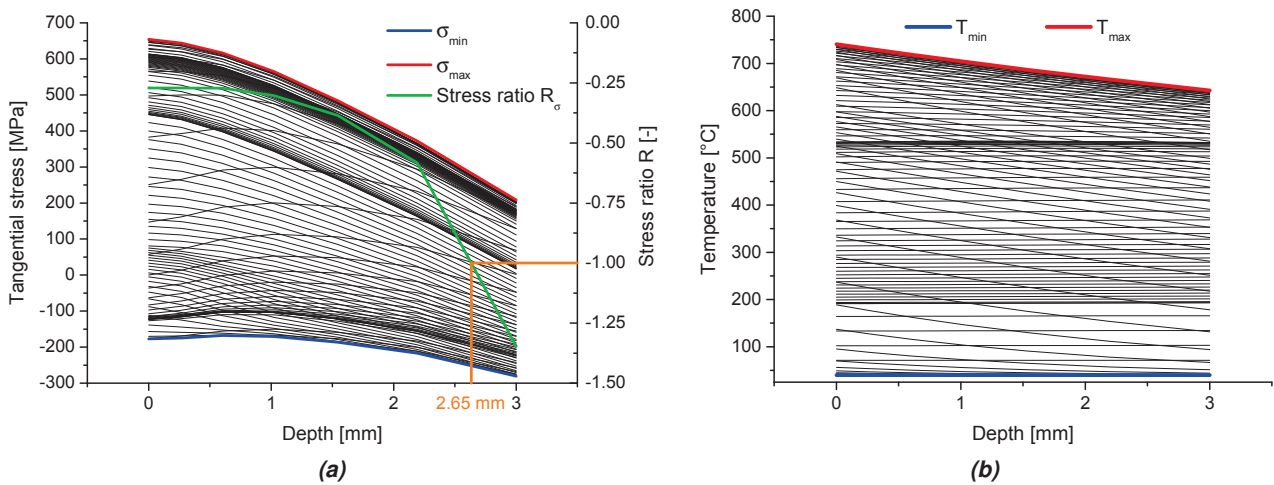 700
600
500
400
300
200
100
0
-100
-200
-300
Tangential stress [MPa]
σmin
σmax
Stress ratio Rσ
0.00
-0.25
-0.50
-0.75
-1.00
-1.25
-1.50
Stress ratio R [-]
0 1 2 3
2.65 mm
Depth [mm]
(a)
800
700
600
500
400
300
200
100
Temperature [°C]
Tmin Tmax
0 1 2 3
Depth [mm]
(b)